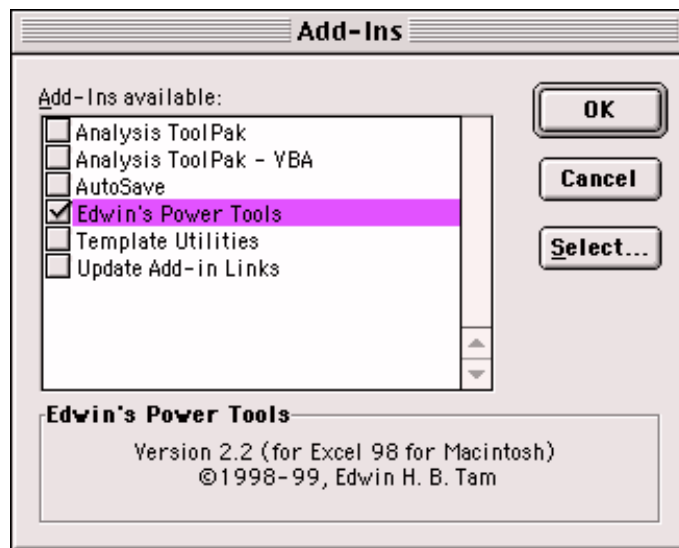 Add-Ins
Add-Ins available:
Analysis ToolPak
Analysis ToolPak - VBA
AutoSave
Edwin's Power Tools
Template Utilities
Update Add-in Links
OK
Cancel
Select...
Edwin's Power Tools
Version 2.2 (for Excel 98 for Macintosh)
©1998-99, Edwin H. B. Tam